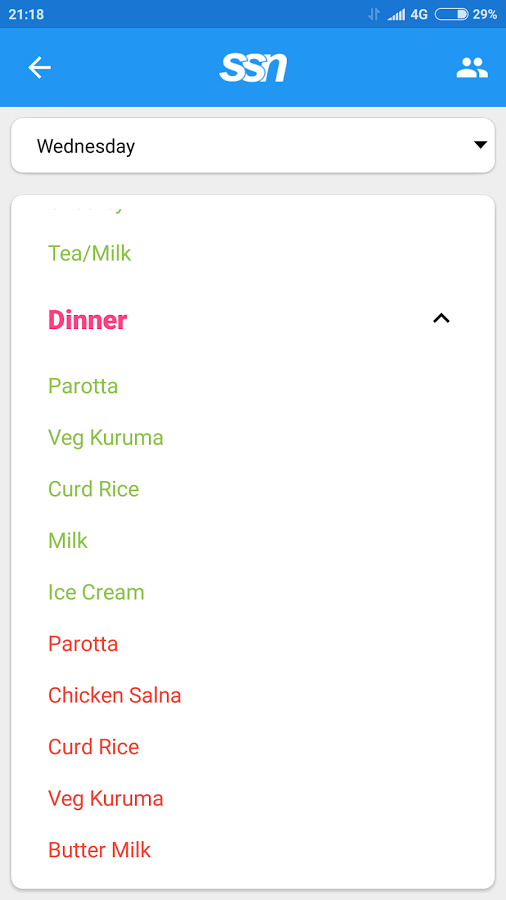 21:18
4G
29%
ssn
Wednesday
Tea/Milk
Dinner
Parotta
Veg Kuruma
Curd Rice
Milk
Ice Cream
Parotta
Chicken Salna
Curd Rice
Veg Kuruma
Butter Milk